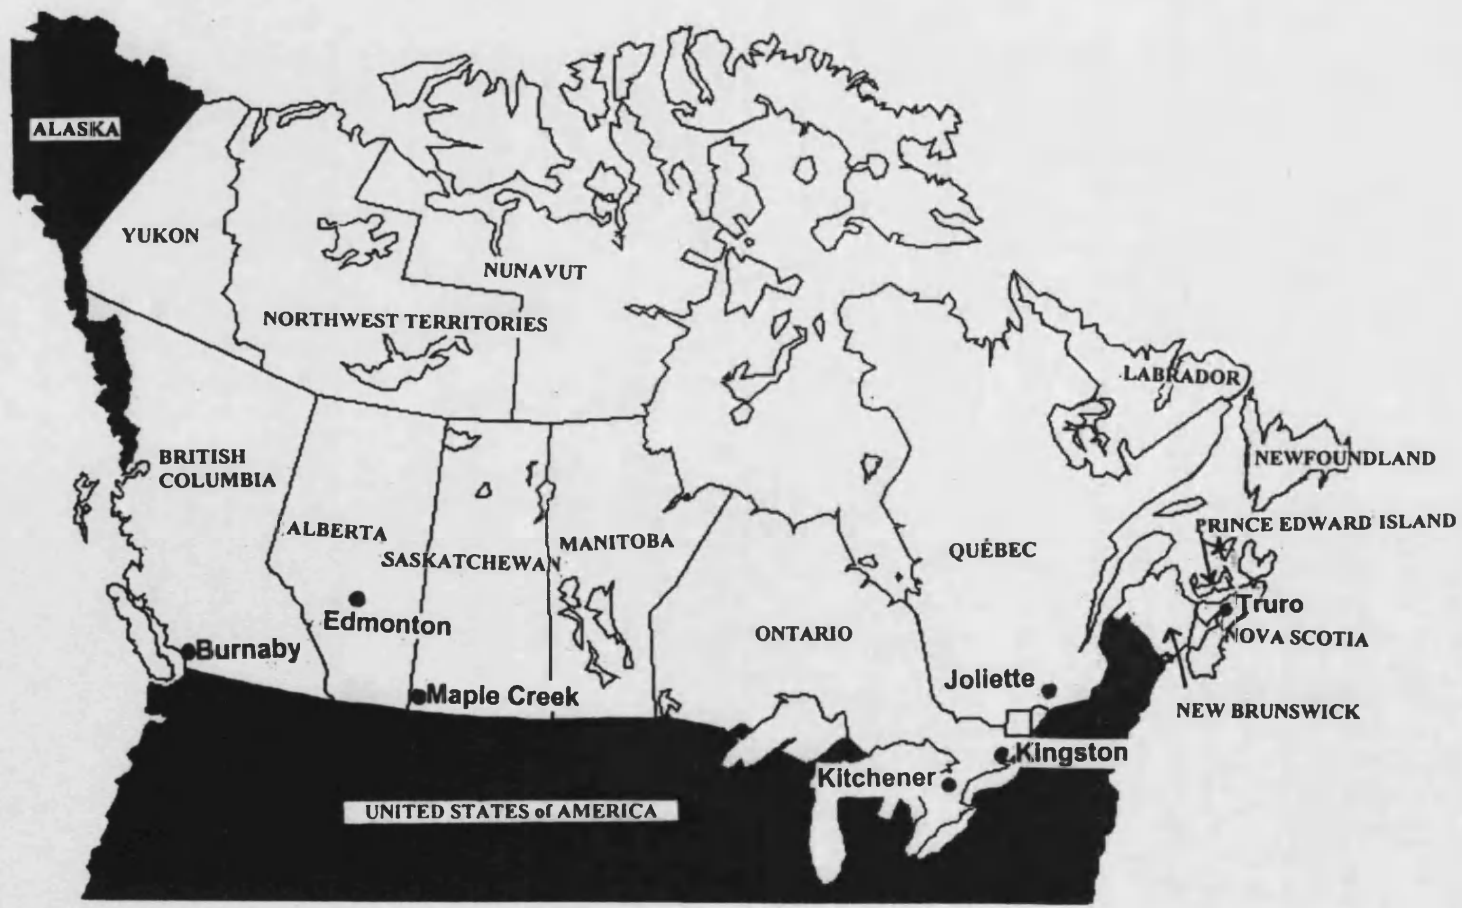 ALASKA
YUKON
NUNAVUT
NORTHWEST TERRITORIES
LABRADOR
BRITISH
COLUMBIA
NEWFOUNDLAND
PRINCE EDWARD ISLAND
ALBERTA
SASKATCHEWAN
MANITOBA
QUÉBEC
Edmonton
ONTARIO
Truro
NOVA SCOTIA
Burnaby
Joliette
Maple Creek
NEW BRUNSWICK
Kingston
Kitchener
UNITED STATES of AMERICA